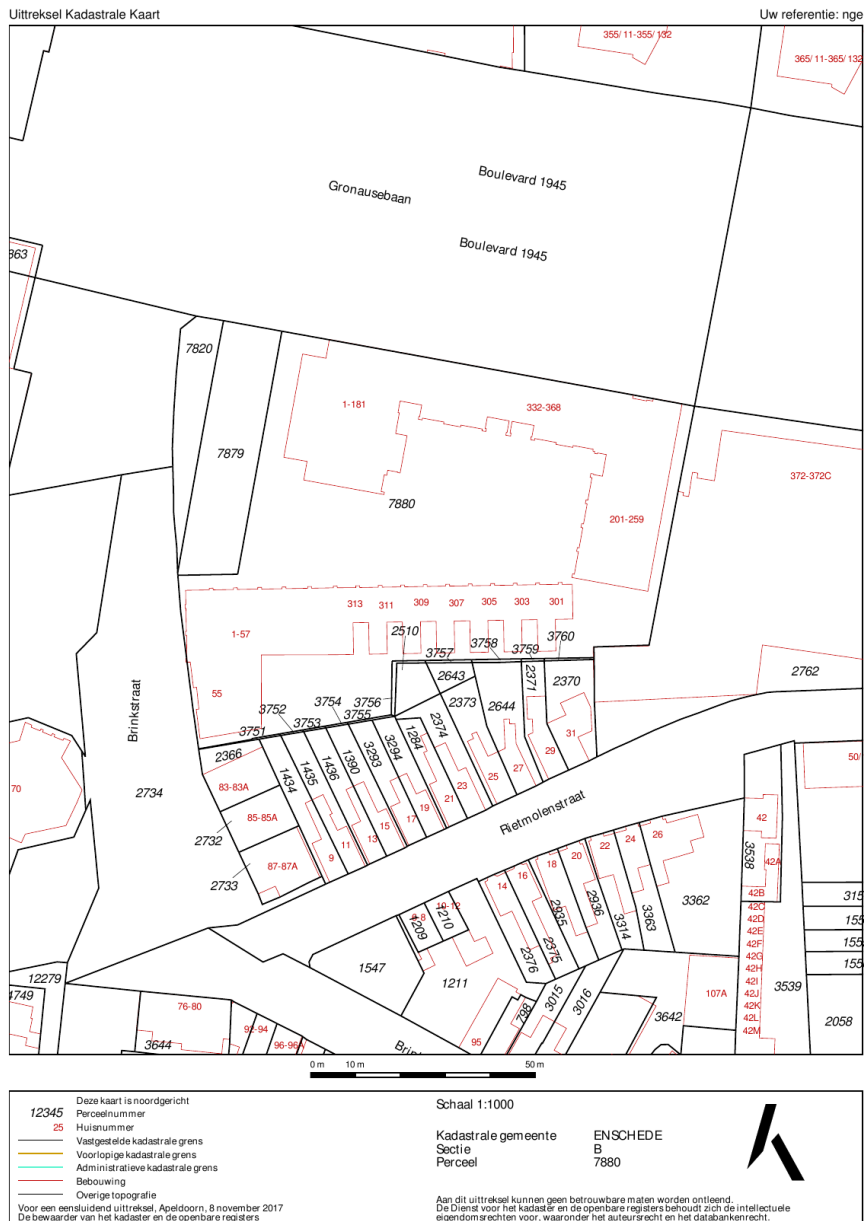 Uittreksel Kadastrale Kaart
Uw referentie: nge
355/11-355/132
365/11-365/132
Boulevard 1945
Gronausebaan
Boulevard 1945
363
7820
1-181
332-368
7879
372-372C
7880
201-259
313 311 309 307 305 303 301
2510
1-57
3757 3758 3759 3760
2643 2371 2370 2762
55
3752 3754 3756
3753 3755
3751
2373 2644
2374
Brinkstraat
2366
1434 1435 1436 1390 3293 3294 1284
31
29
27
25
23
21
19
17
15
13
11
9
83-83A
70
2734
85-85A
2732
87-87A
2733
Rietmolenstraat
50/
42
42A
3538
26
24
22
20
18
16
14
10-12
6-8
1209 1210
2376 2375 2935 2936 3314 3363 3362
42B
42C
42D
42E
42F
42G
42H
42I
42J
42K
42L
42M
315
155
155
155
3539
2058
12279
4749
1547
1211
3015 3016
798
107A
3642
76-80
92-94
96-96A
3644
95
Brin
0 m 10 m 50 m
Deze kaart is noordgericht
12345 Perceelnummer
25 Huisnummer
Vastgestelde kadastrale grens
Voorlopige kadastrale grens
Administratieve kadastrale grens
Bebouwing
Overige topografie
Voor een eensluidend uittreksel, Apeldoorn, 8 november 2017
De bewaarder van het kadaster en de openbare registers
Schaal 1:1000
Kadastrale gemeente ENSCHEDE
Sectie B
Perceel 7880
Aan dit uittreksel kunnen geen betrouwbare maten worden ontleend.
De Dienst voor het kadaster en de openbare registers behoudt zich de intellectuele
eigendomsrechten voor, waaronder het auteursrecht en het databankenrecht.